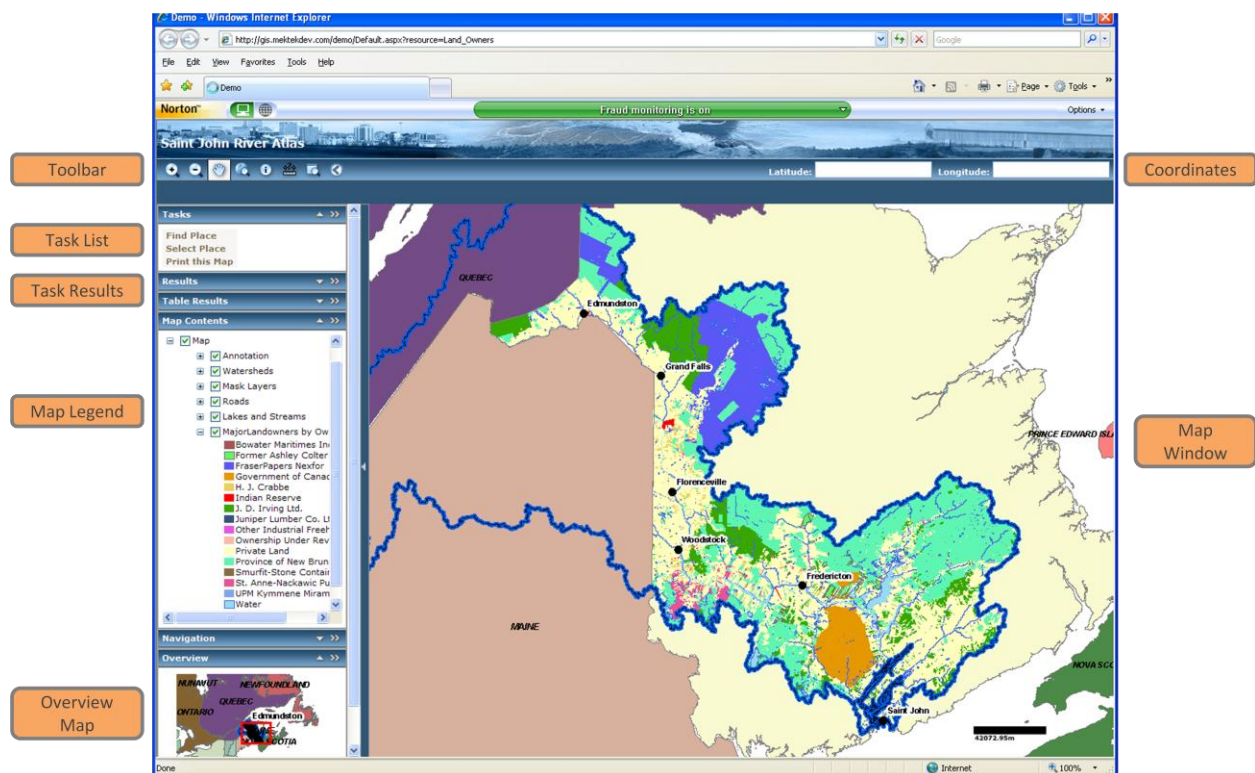 Demo - Windows Internet Explorer
http://gis.mektekdev.com/demo/Default.aspx?resource=Land_Owners
Google
File Edit View Favorites Tools Help
Demo
Page Tools
Norton
Fraud monitoring is on
Options
Saint John River Atlas
Toolbar
Latitude:
Longitude:
Coordinates
Tasks
Task List
Find Place
Select Place
Print this Map
Task Results
Results
Table Results
Map Contents
Map
Annotation
Watersheds
Mask Layers
Roads
Map Legend
Lakes and Streams
MajorLandowners by Ow
Bowater Maritimes Inc
Former Ashley Colter
FraserPapers Nexfor
Government of Canad
H. J. Crabbe
Indian Reserve
J. D. Irving Ltd.
Juniper Lumber Co. Lt
Other Industrial Freeh
Ownership Under Rev
Private Land
Province of New Brun
Smurfit-Stone Contain
St. Anne-Nackawic Pu
UPM Kymmene Miram
Water
Navigation
Overview
Overview
Map
NUNAVUT
NEWFOUNDLAND
QUEBEC
ONTARIO
Edmundston
QUEBEC
Edmundston
Grand Falls
PRINCE EDWARD ISLA
Map
Window
Florenceville
Woodstock
Fredericton
MAINE
NOVA SCO
Saint John
42072.95m
Done
Internet
100%